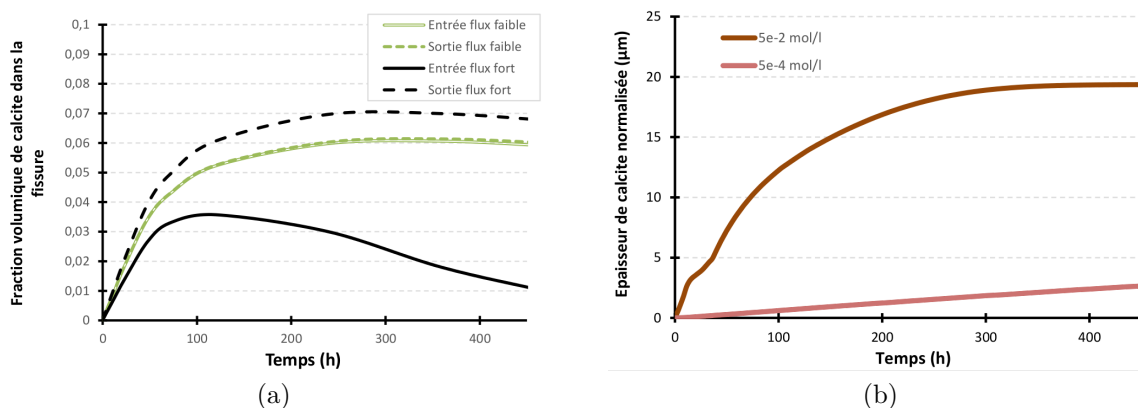 Fraction volumique de calcite dans la
fissure
0,1
0,09
0,08
0,07
0,06
0,05
0,04
0,03
0,02
0,01
0
0
100
200
300
400
Temps (h)
Entrée flux faible
Sortie flux faible
Entrée flux fort
Sortie flux fort
(a)
Epaisseur de calcite normalisée (µm)
25
20
15
10
5
0
0
100
200
300
400
Temps (h)
5e-2 mol/l
5e-4 mol/l
(b)